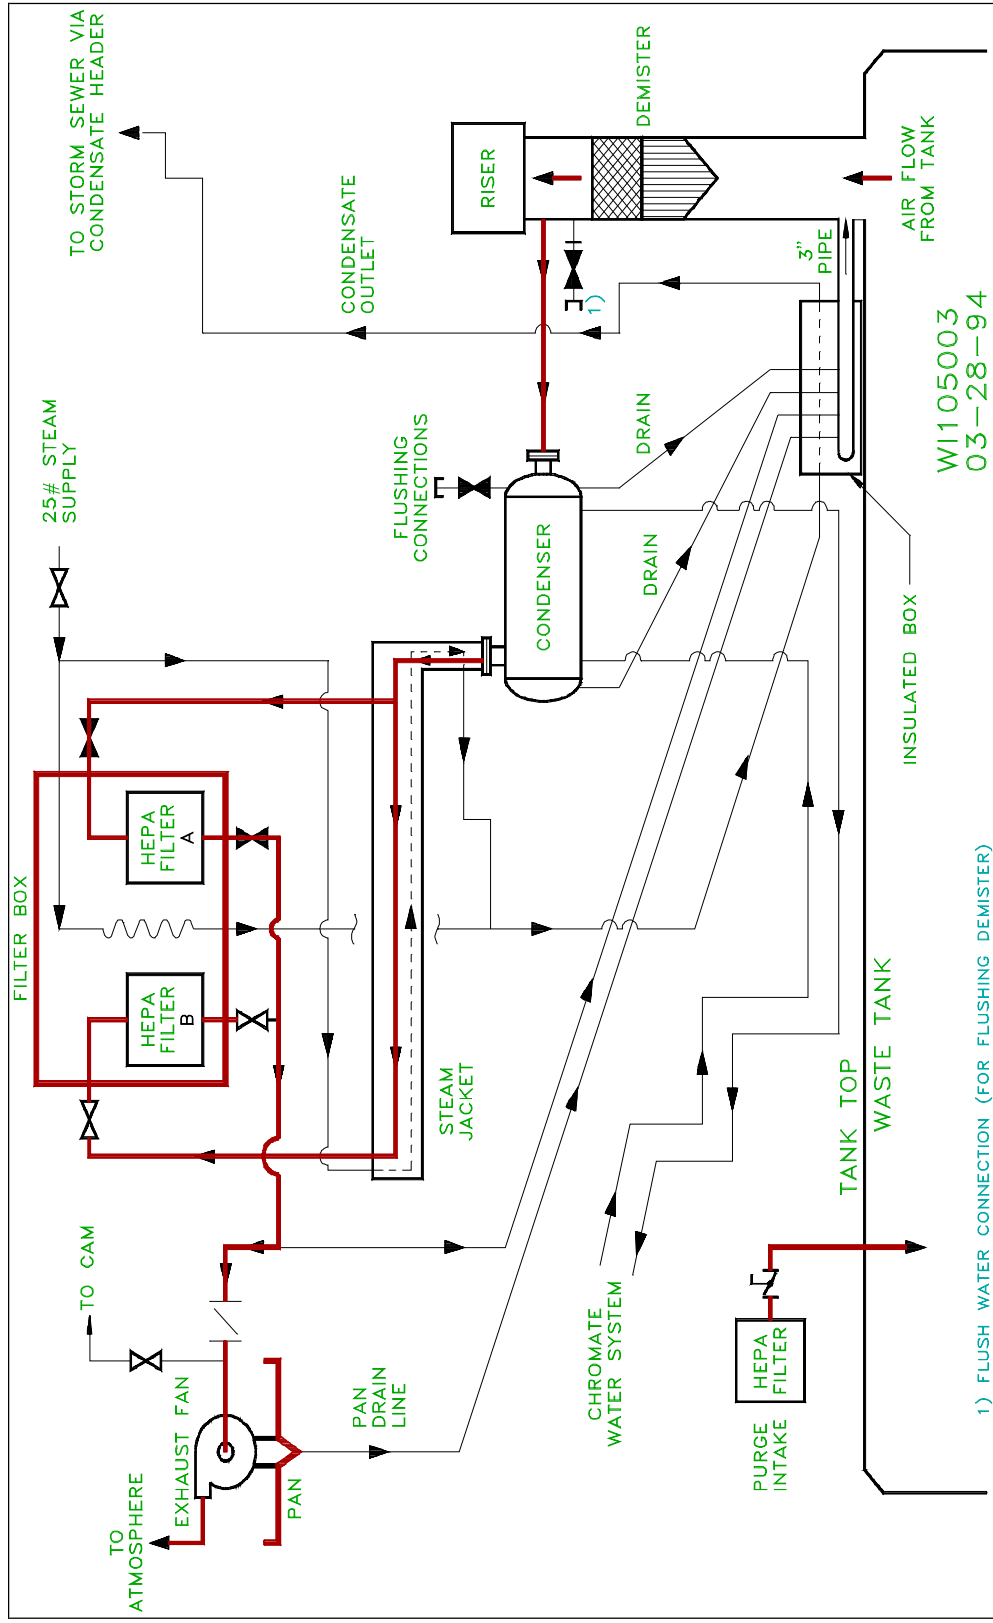 TO STORM SEWER VIA
CONDENSATE HEADER
25# STEAM
SUPPLY
FILTER BOX
HEPA
FILTER
A
HEPA
FILTER
B
TO CAM
TO
ATMOSPHERE
EXHAUST FAN
PAN
PAN
DRAIN
LINE
STEAM
JACKET
CONDENSATE
OUTLET
FLUSHING
CONNECTIONS
CONDENSER
RISER
DEMISTER
1)
DRAIN
DRAIN
3"
PIPE
AIR FLOW
FROM TANK
INSULATED BOX
CHROMATE
WATER SYSTEM
PURGE
INTAKE
HEPA
FILTER
TANK TOP
WASTE TANK
WI105003
03-28-94
1) FLUSH WATER CONNECTION (FOR FLUSHING DEMISTER)